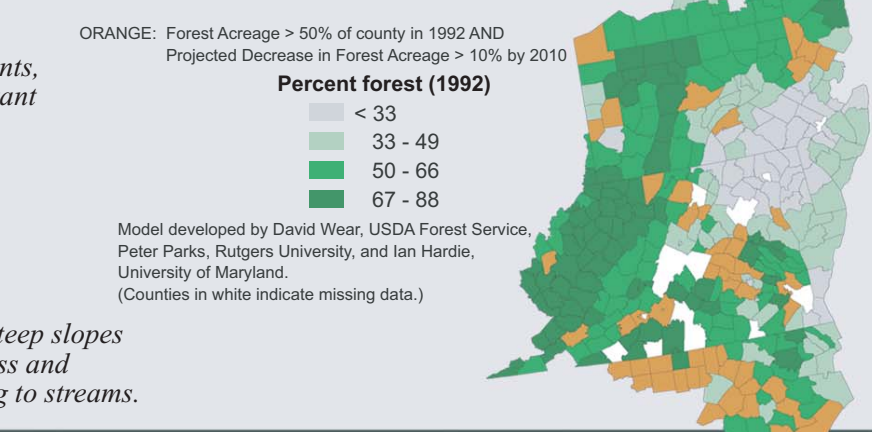 ORANGE: Forest Acreage > 50% of county in 1992 AND
Projected Decrease in Forest Acreage > 10% by 2010
nts,
ant
Percent forest (1992)
< 33
33 - 49
50 - 66
67 - 88
Model developed by David Wear, USDA Forest Service,
Peter Parks, Rutgers University, and Ian Hardie,
University of Maryland.
(Counties in white indicate missing data.)
teep slopes
ss and
g to streams.